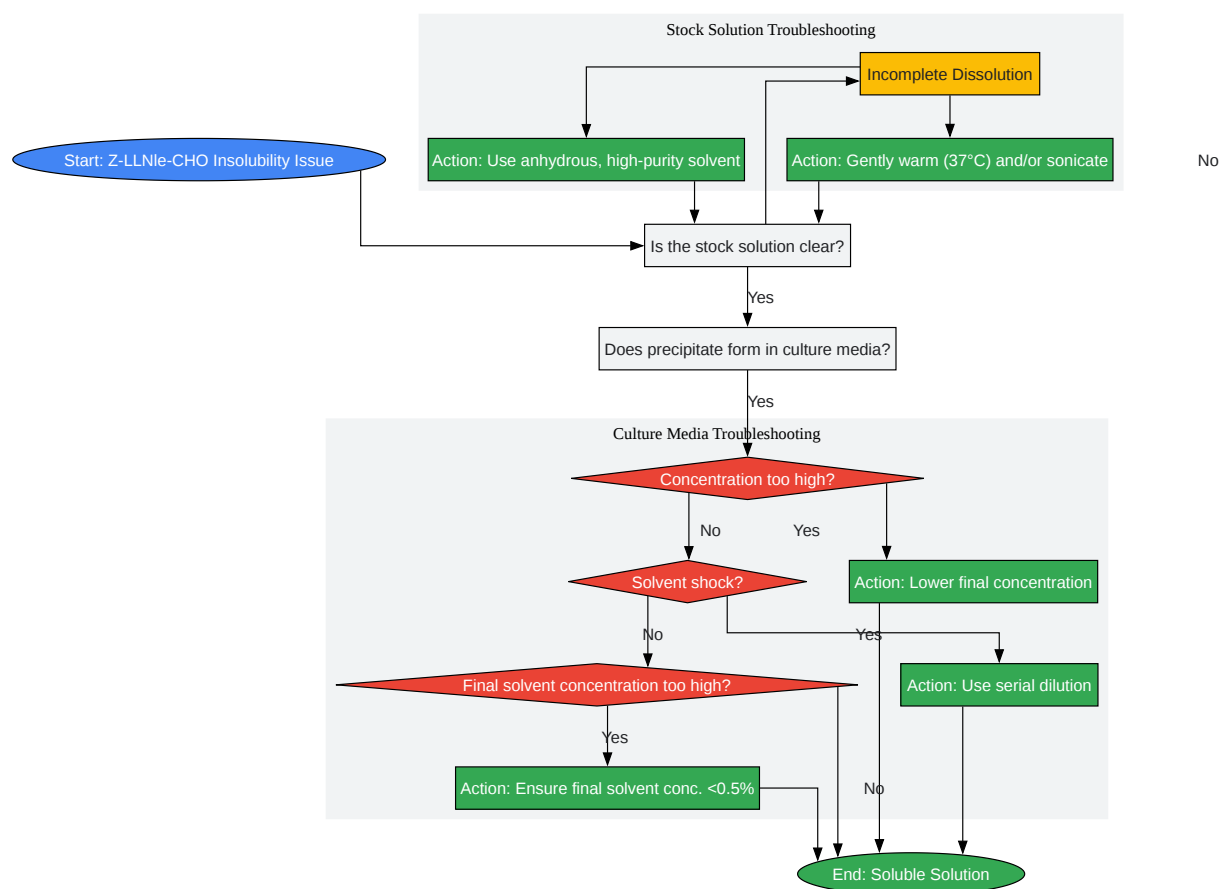 Stock Solution Troubleshooting
Incomplete Dissolution
Start: Z-LLNle-CHO Insolubility Issue
Action: Use anhydrous, high-purity solvent
Action: Gently warm (37°C) and/or sonicate
No
Is the stock solution clear?
Yes
Does precipitate form in culture media?
Yes
Culture Media Troubleshooting
Concentration too high?
No
Yes
Solvent shock?
Action: Lower final concentration
No
Yes
Final solvent concentration too high?
Action: Use serial dilution
Yes
Action: Ensure final solvent conc. <0.5%
No
End: Soluble Solution